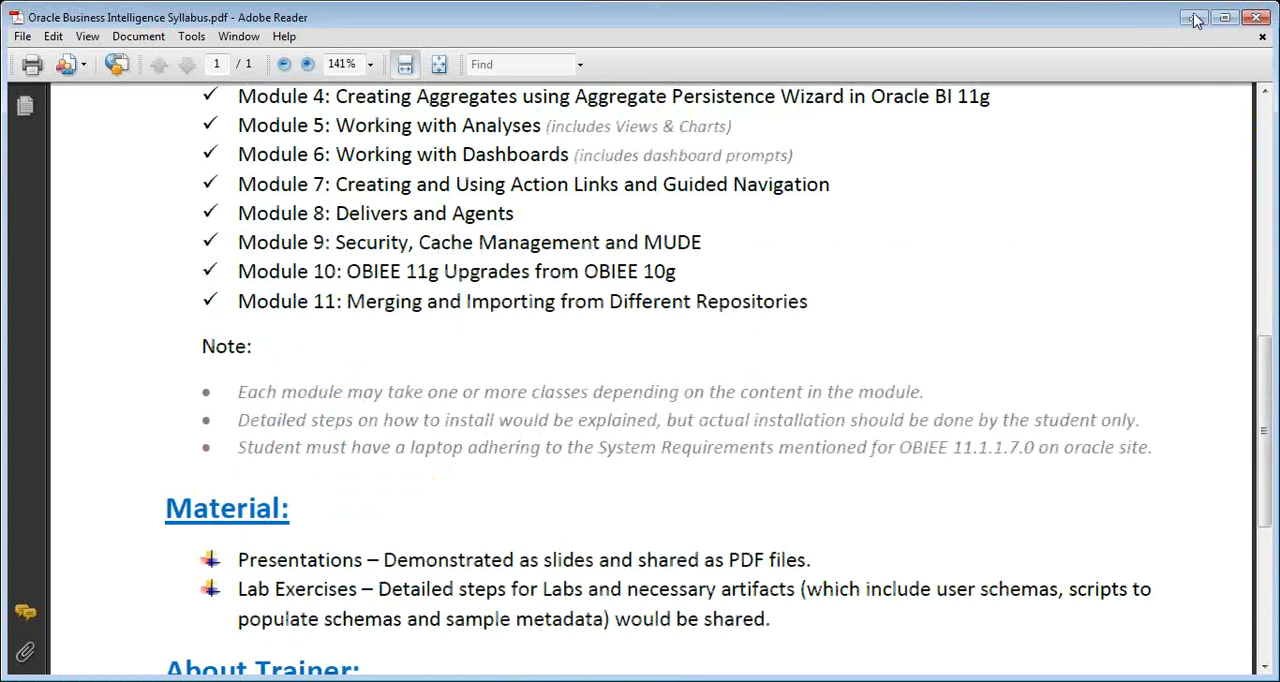 Oracle Business Intelligence Syllabus.pdf - Adobe Reader
File Edit View Document Tools Window Help
1 / 1 141% Find
Module 4: Creating Aggregates using Aggregate Persistence Wizard in Oracle BI 11g
Module 5: Working with Analyses (includes Views & Charts)
Module 6: Working with Dashboards (includes dashboard prompts)
Module 7: Creating and Using Action Links and Guided Navigation
Module 8: Delivers and Agents
Module 9: Security, Cache Management and MUDE
Module 10: OBIEE 11g Upgrades from OBIEE 10g
Module 11: Merging and Importing from Different Repositories
Note:
Each module may take one or more classes depending on the content in the module.
Detailed steps on how to install would be explained, but actual installation should be done by the student only.
Student must have a laptop adhering to the System Requirements mentioned for OBIEE 11.1.1.7.0 on oracle site.
Material:
Presentations – Demonstrated as slides and shared as PDF files.
Lab Exercises – Detailed steps for Labs and necessary artifacts (which include user schemas, scripts to
populate schemas and sample metadata) would be shared.
About Trainer: